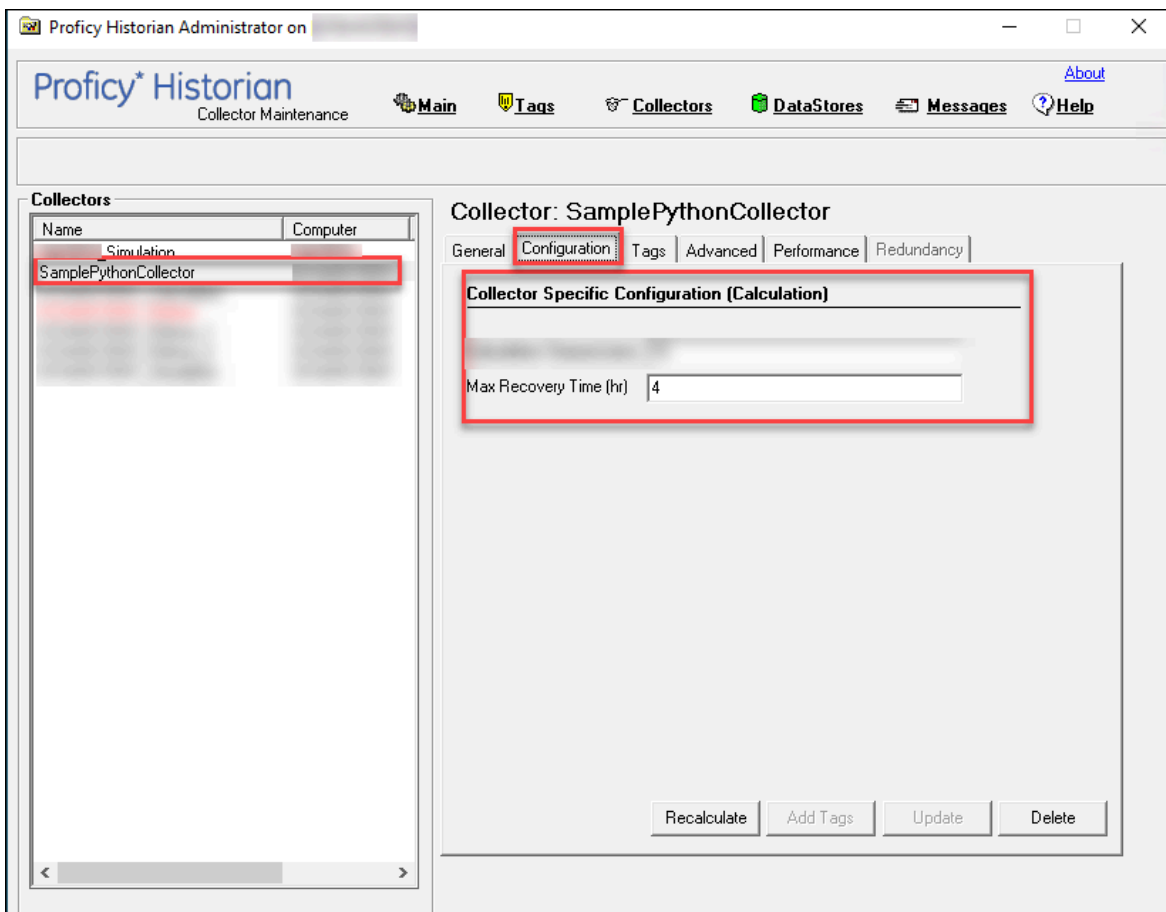 Proficy Historian Administrator on
Proficy* Historian
Collector Maintenance
Main Tags Collectors DataStores Messages Help
About
Collectors
Name Computer
_Simulation
SamplePythonCollector
Collector: SamplePythonCollector
General Configuration Tags Advanced Performance Redundancy
Collector Specific Configuration (Calculation)
Max Recovery Time (hr) 4
Recalculate Add Tags Update Delete